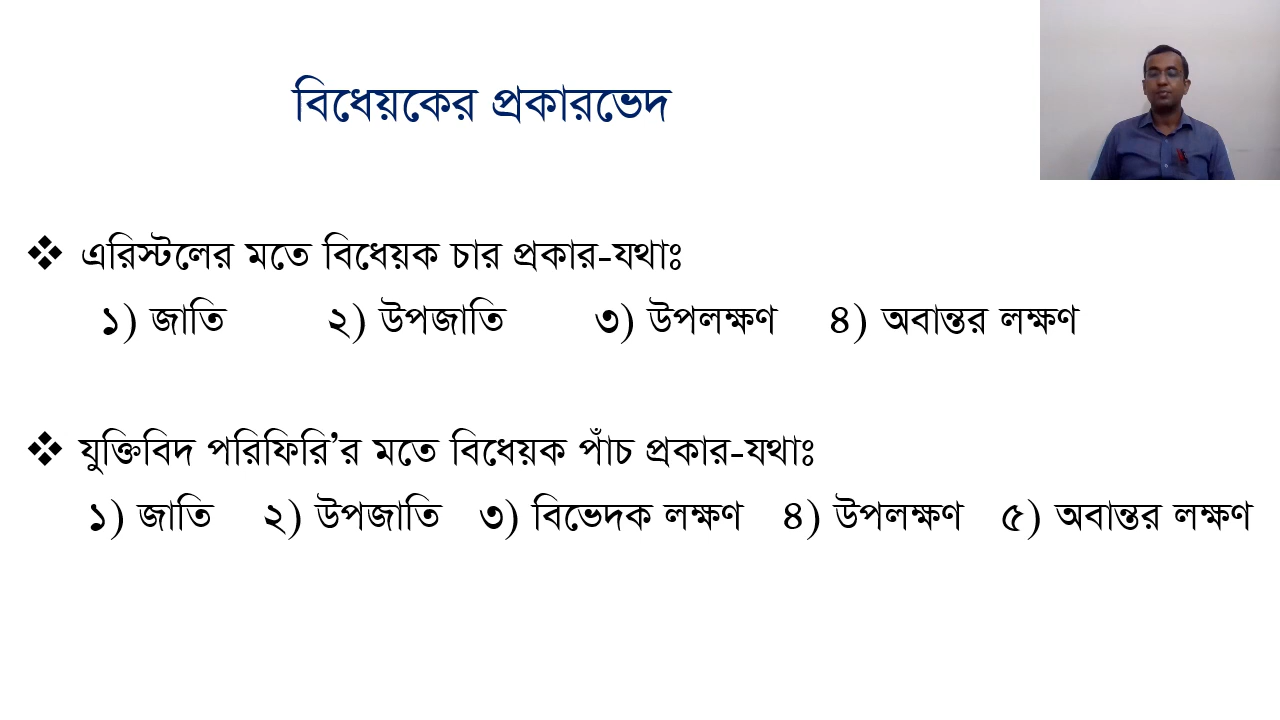 বিধেয়কের প্রকারভেদ
❖ এরিস্টলের মতে বিধেয়ক চার প্রকার-যথাঃ
১) জাতি ২) উপজাতি ৩) উপলক্ষণ ৪) অবান্তর লক্ষণ
❖ যুক্তিবিদ পরিফিরি’র মতে বিধেয়ক পাঁচ প্রকার-যথাঃ
১) জাতি ২) উপজাতি ৩) বিভেদক লক্ষণ ৪) উপলক্ষণ ৫) অবান্তর লক্ষণ